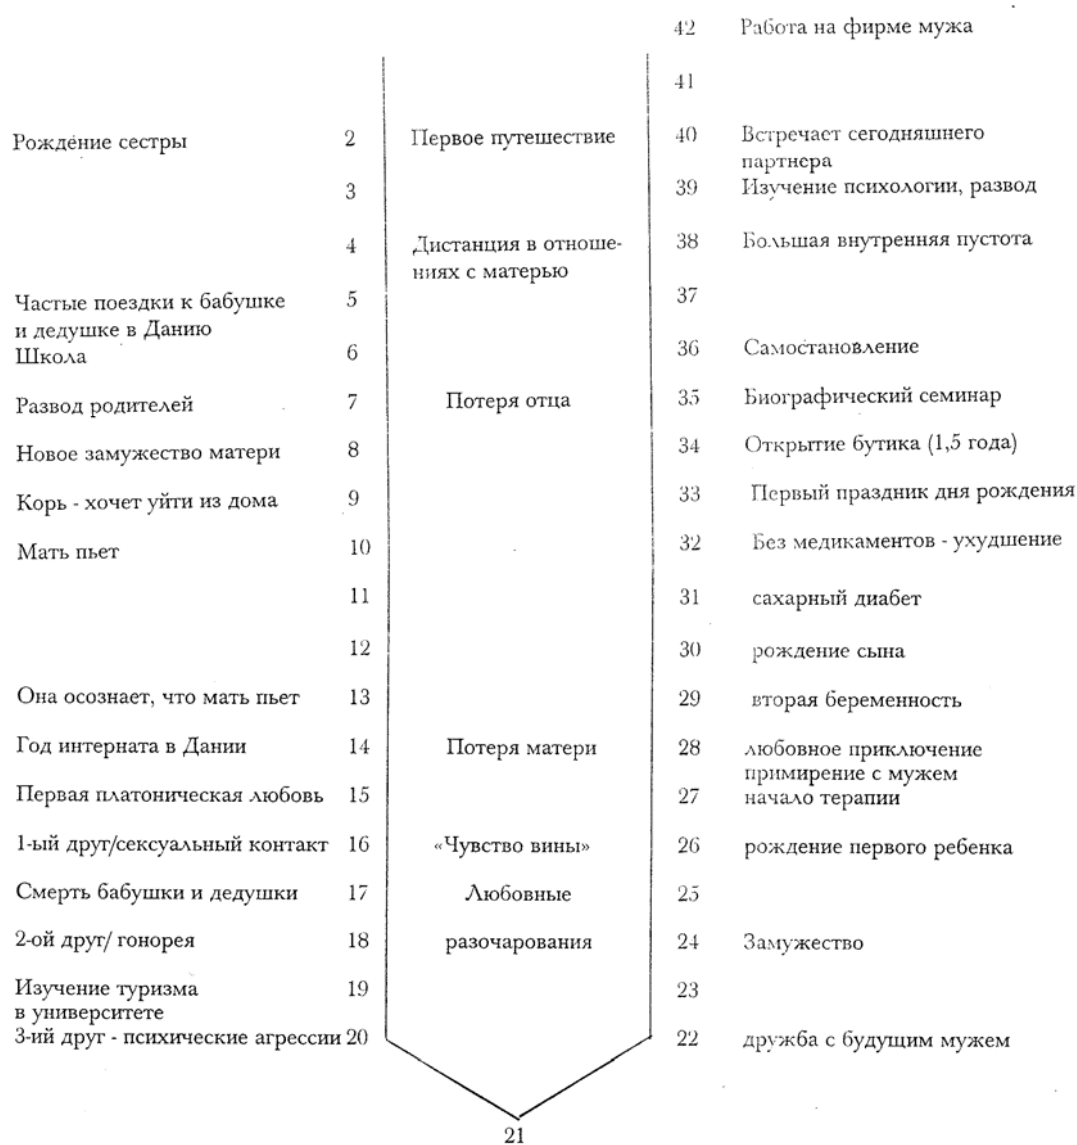 42 Работа на фирме мужа
41
Рождение сестры 2 Первое путешествие 40 Встречает сегодняшнего
партнера
3 39 Изучение психологии, развод
4 Дистанция в отноше- 38 Большая внутренняя пустота
ниях с матерью
Частые поездки к бабушке 5 37
и дедушке в Данию
Школа 6 36 Самостановление
Развод родителей 7 Потеря отца 35 Биографический семинар
Новое замужество матери 8 34 Открытие бутика (1,5 года)
Корь - хочет уйти из дома 9 33 Первый праздник дня рождения
Мать пьет 10 32 Без медикаментов - ухудшение
11 31 сахарный диабет
12 30 рождение сына
Она осознает, что мать пьет 13 29 вторая беременность
Год интерната в Дании 14 Потеря матери 28 любовное приключение
примирение с мужем
Первая платоническая любовь 15 27 начало терапии
1-ый друг/сексуальный контакт 16 «Чувство вины» 26 рождение первого ребенка
Смерть бабушки и дедушки 17 Любовные 25
2-ой друг/ гонорея 18 разочарования 24 Замужество
Изучение туризма 19 23
в университете
3-ий друг - психические агрессии 20 22 дружба с будущим мужем
21